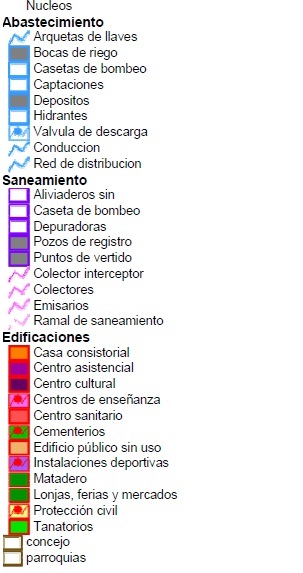 Nucleos
Abastecimiento
Arquetas de llaves
Bocas de riego
Casetas de bombeo
Captaciones
Depositos
Hidrantes
Valvula de descarga
Conduccion
Red de distribucion
Saneamiento
Aliviaderos sin
Caseta de bombeo
Depuradoras
Pozos de registro
Puntos de vertido
Colector interceptor
Colectores
Emisarios
Ramal de saneamiento
Edificaciones
Casa consistorial
Centro asistencial
Centro cultural
Centros de enseñanza
Centro sanitario
Cementerios
Edificio público sin uso
Instalaciones deportivas
Matadero
Lonjas, ferias y mercados
Protección civil
Tanatorios
concejo
parroquias